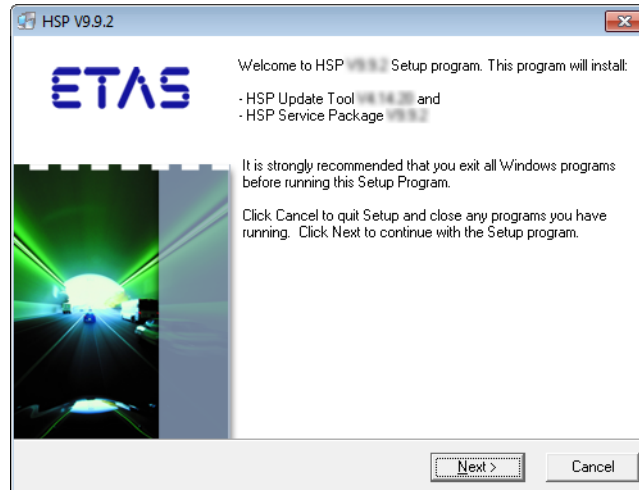 HSP V9.9.2
ETAS
Welcome to HSP Setup program. This program will install:
- HSP Update Tool and
- HSP Service Package
It is strongly recommended that you exit all Windows programs
before running this Setup Program.
Click Cancel to quit Setup and close any programs you have
running. Click Next to continue with the Setup program.
Next >
Cancel